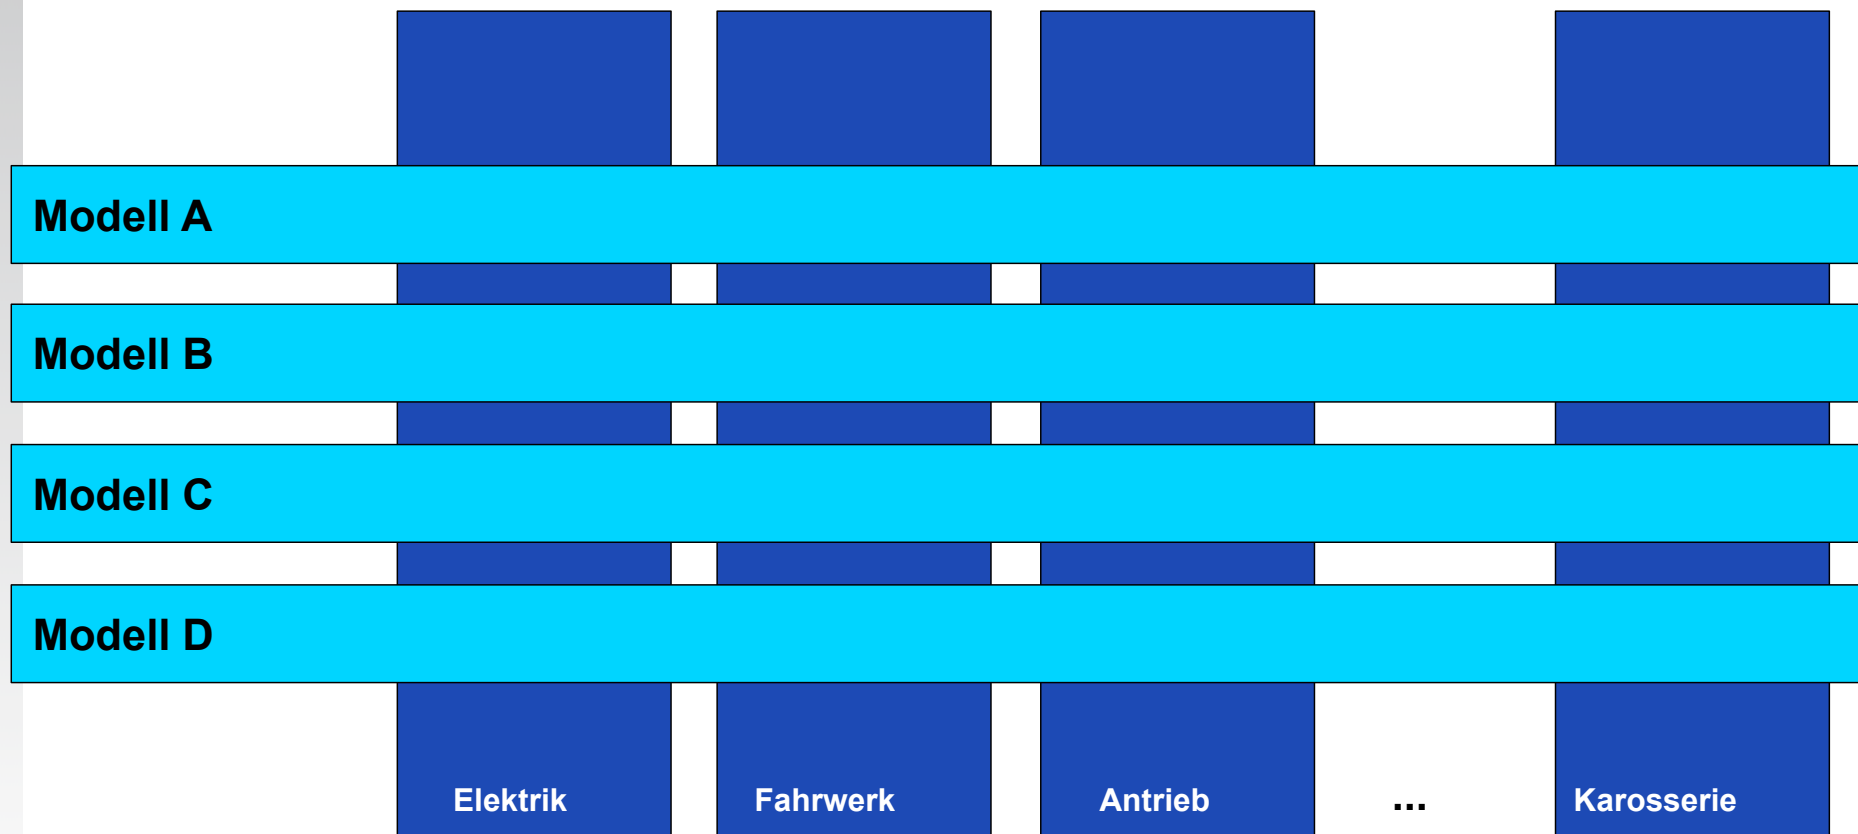 Modell A
Modell B
Modell C
Modell D
Elektrik Fahrwerk Antrieb ... Karosserie